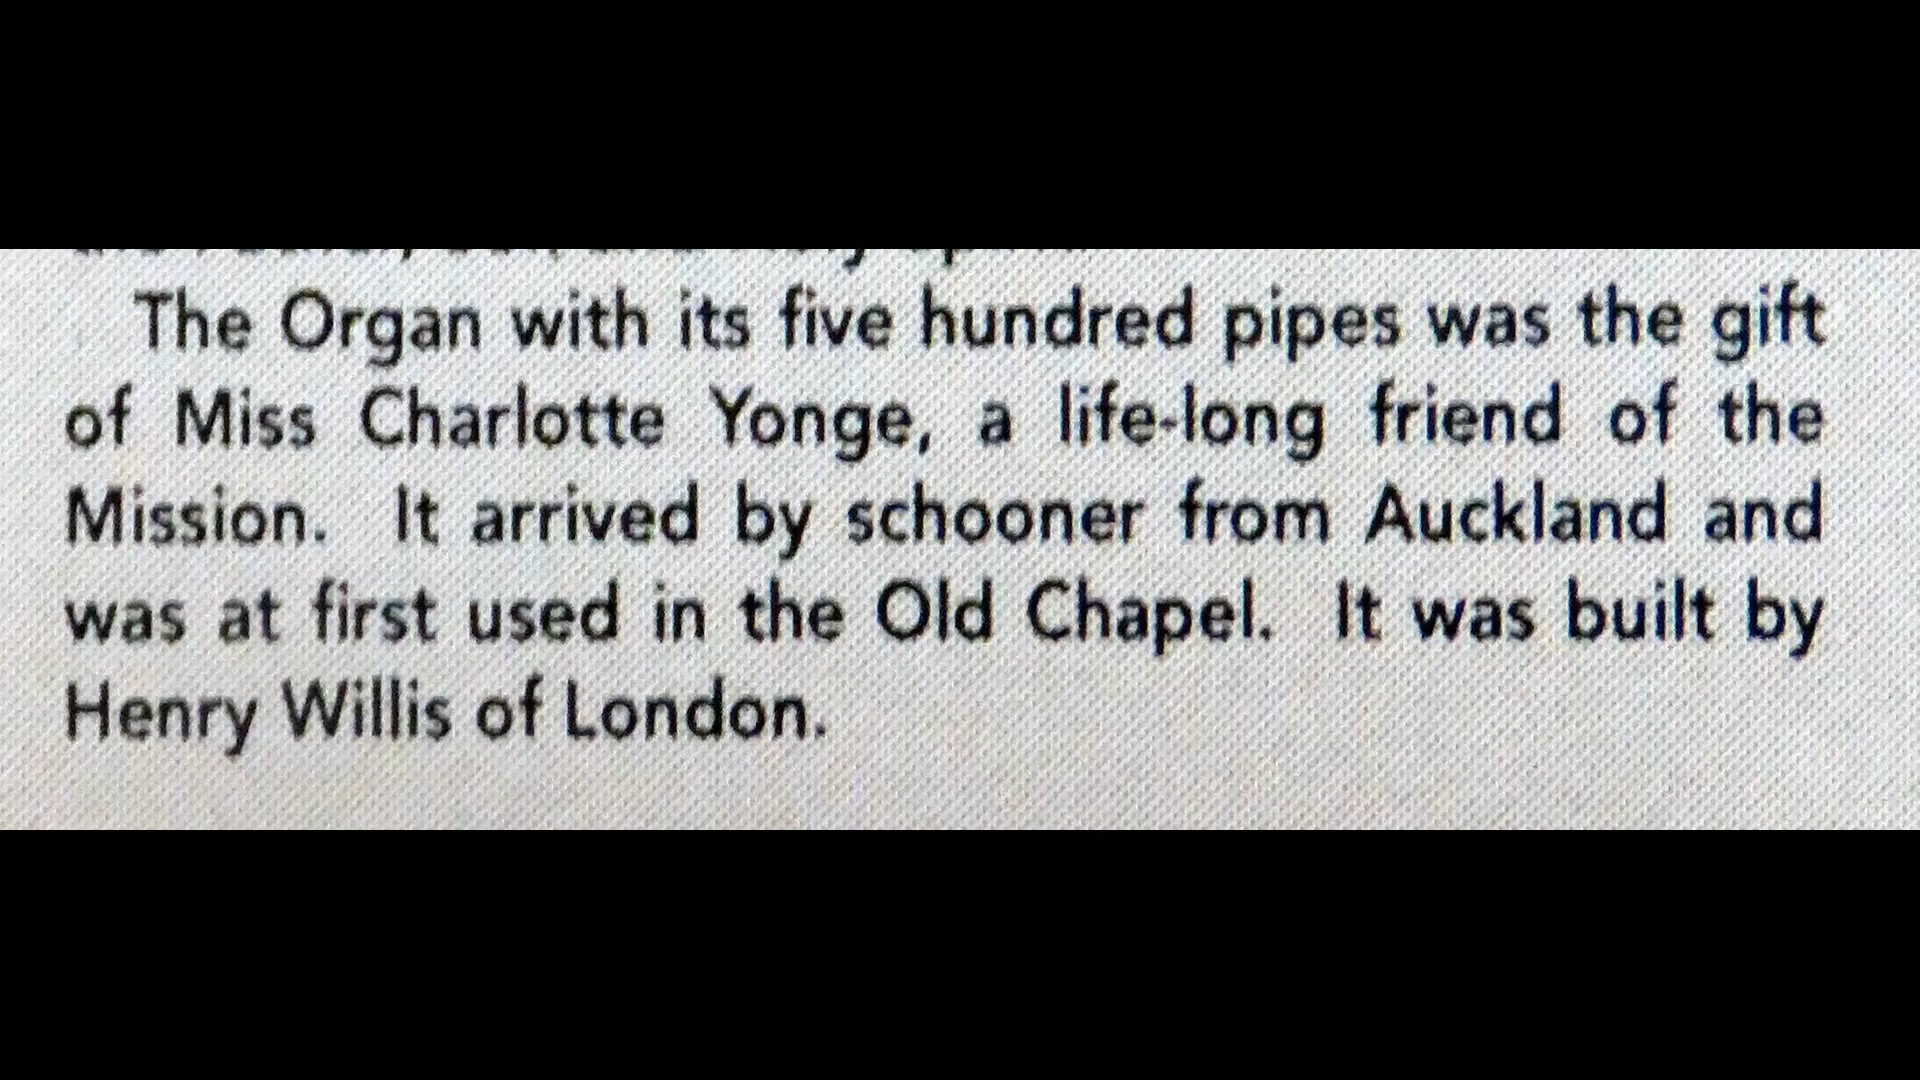 The Organ with its five hundred pipes was the gift
of Miss Charlotte Yonge, a life-long friend of the
Mission. It arrived by schooner from Auckland and
was at first used in the Old Chapel. It was built by
Henry Willis of London.